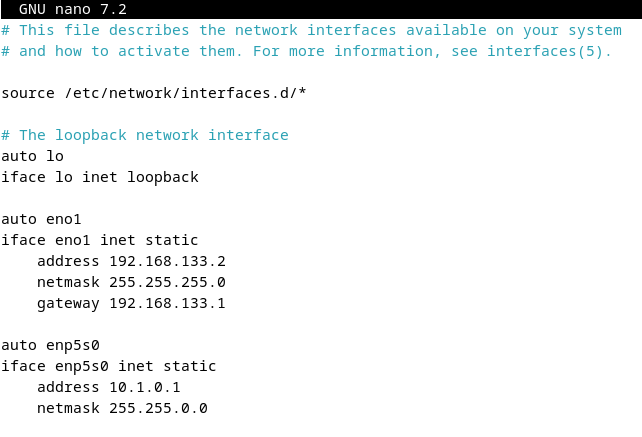 GNU nano 7.2
# This file describes the network interfaces available on your system
# and how to activate them. For more information, see interfaces(5).
source /etc/network/interfaces.d/*
# The loopback network interface
auto lo
iface lo inet loopback
auto eno1
iface eno1 inet static
    address 192.168.133.2
    netmask 255.255.255.0
    gateway 192.168.133.1
auto enp5s0
iface enp5s0 inet static
    address 10.1.0.1
    netmask 255.255.0.0